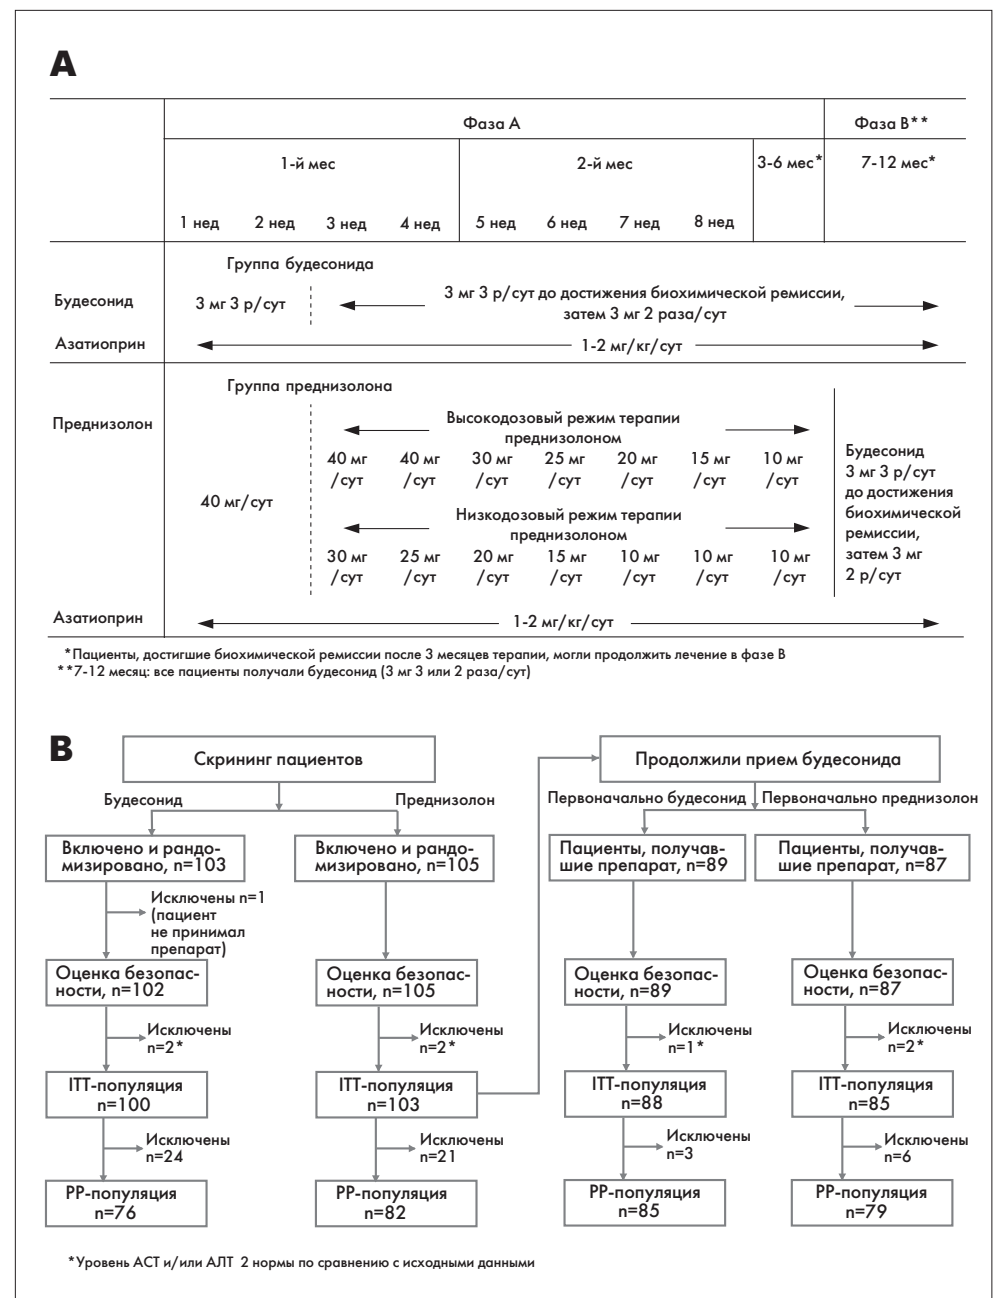 A
Фаза А
Фаза В**
1-й мес
2-й мес
3-6 мес*
7-12 мес*
1 нед 2 нед 3 нед 4 нед 5 нед 6 нед 7 нед 8 нед
Группа будесонида
Будесонид
3 мг 3 р/сут
3 мг 3 р/сут до достижения биохимической ремиссии,
затем 3 мг 2 раза/сут
Азатиоприн
1-2 мг/кг/сут
Группа преднизолона
Преднизолон
40 мг/сут
Высокодозовый режим терапии
преднизолоном
40 мг 40 мг 30 мг 25 мг 20 мг 15 мг 10 мг
/сут /сут /сут /сут /сут /сут /сут
Низкодозовый режим терапии
преднизолоном
30 мг 25 мг 20 мг 15 мг 10 мг 10 мг 10 мг
/сут /сут /сут /сут /сут /сут /сут
Будесонид
3 мг 3 р/сут
до достижения
биохимической
ремиссии,
затем 3 мг
2 р/сут
Азатиоприн
1-2 мг/кг/сут
*Пациенты, достигшие биохимической ремиссии после 3 месяцев терапии, могли продолжить лечение в фазе В
**7-12 месяц: все пациенты получали будесонид (3 мг 3 или 2 раза/сут)
B
Скрининг пациентов
Будесонид
Преднизолон
Включено и рандо-
мизировано, n=103
Включено и рандо-
мизировано, n=105
Исключены n=1
(пациент
не принимал
препарат)
Оценка безопас-
ности, n=102
Оценка безопас-
ности, n=105
Исключены
n=2*
Исключены
n=2*
ITT-популяция
n=100
ITT-популяция
n=103
Исключены
n=24
Исключены
n=21
РР-популяция
n=76
РР-популяция
n=82
Продолжили прием будесонида
Первоначально будесонид
Первоначально преднизолон
Пациенты, получав-
шие препарат, n=89
Пациенты, получав-
шие препарат, n=87
Оценка безопас-
ности, n=89
Оценка безопас-
ности, n=87
Исключены
n=1*
Исключены
n=2*
ITT-популяция
n=88
ITT-популяция
n=85
Исключены
n=3
Исключены
n=6
РР-популяция
n=85
РР-популяция
n=79
*Уровень АСТ и/или АЛТ 2 нормы по сравнению с исходными данными